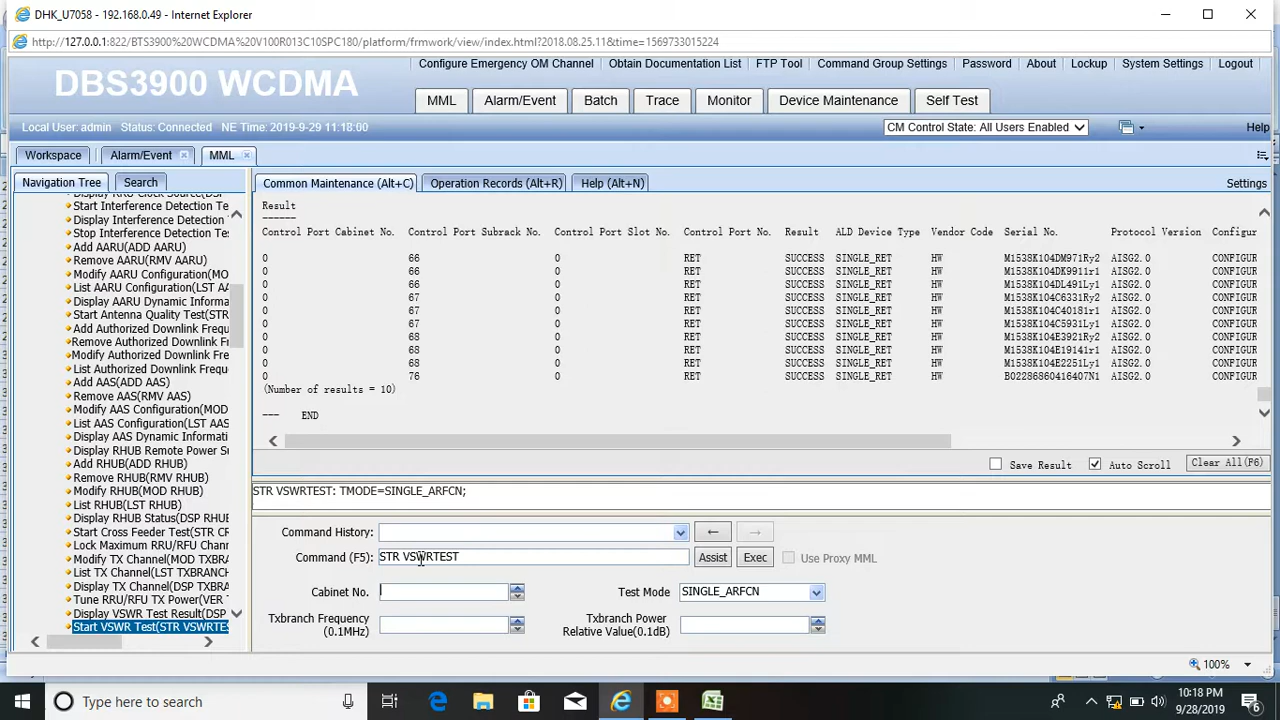 DHK_U7058 - 192.168.0.49 - Internet Explorer
http://127.0.0.1:822/BTS3900%20WCDMA%20V100R013C10SPC180/platform/frmwork/view/index.html?2018.08.25.11&time=1569733015224
Configure Emergency OM Channel Obtain Documentation List FTP Tool Command Group Settings Password About Lockup System Settings Logout
DBS3900 WCDMA
MML Alarm/Event Batch Trace Monitor Device Maintenance Self Test
Local User: admin Status: Connected NE Time: 2019-9-29 11:18:00 CM Control State: All Users Enabled Help
Workspace Alarm/Event MML
Navigation Tree Search Common Maintenance (Alt+C) Operation Records (Alt+R) Help (Alt+N) Settings
Start Interference Detection Te
Display Interference Detection
Stop Interference Detection Te
Add AARU(ADD AARU)
Remove AARU(RMV AARU)
Modify AARU Configuration(MO
List AARU Configuration(LST AA
Display AARU Dynamic Informa
Start Antenna Quality Test(STR
Add Authorized Downlink Frequ
Remove Authorized Downlink F
Modify Authorized Downlink Fr
List Authorized Downlink Freque
Add AAS(ADD AAS)
Remove AAS(RMV AAS)
Modify AAS Configuration(MOD
List AAS Configuration(LST AAS
Display AAS Dynamic Informati
Display RHUB Remote Power S
Add RHUB(ADD RHUB)
Remove RHUB(RMV RHUB)
Modify RHUB(MOD RHUB)
List RHUB(LST RHUB)
Display RHUB Status(DSP RHUB
Start Cross Feeder Test(STR CR
Lock Maximum RRU/RFU Chann
Modify TX Channel(MOD TXBRA
List TX Channel(LST TXBRANCH
Display TX Channel(DSP TXBRA
Tune RRU/RFU TX Power(VER T
Display VSWR Test Result(DSP
Start VSWR Test(STR VSWRTES
Result
------
Control Port Cabinet No. Control Port Subrack No. Control Port Slot No. Control Port No. Result ALD Device Type Vendor Code Serial No. Protocol Version Configur
0 66 0 RET SUCCESS SINGLE_RET HW M1538K104DM971Ry2 AISG2.0 CONFIGUR
0 66 0 RET SUCCESS SINGLE_RET HW M1538K104DK9911r1 AISG2.0 CONFIGUR
0 66 0 RET SUCCESS SINGLE_RET HW M1538K104DL491Ly1 AISG2.0 CONFIGUR
0 67 0 RET SUCCESS SINGLE_RET HW M1538K104C6331Ry2 AISG2.0 CONFIGUR
0 67 0 RET SUCCESS SINGLE_RET HW M1538K104C40181r1 AISG2.0 CONFIGUR
0 67 0 RET SUCCESS SINGLE_RET HW M1538K104C5931Ly1 AISG2.0 CONFIGUR
0 68 0 RET SUCCESS SINGLE_RET HW M1538K104E3921Ry2 AISG2.0 CONFIGUR
0 68 0 RET SUCCESS SINGLE_RET HW M1538K104E19141r1 AISG2.0 CONFIGUR
0 68 0 RET SUCCESS SINGLE_RET HW M1538K104E2251Ly1 AISG2.0 CONFIGUR
0 76 0 RET SUCCESS SINGLE_RET HW B02286860416407N1 AISG2.0 CONFIGUR
(Number of results = 10)
--- END
Save Result Auto Scroll Clear All(F6)
STR VSWRTEST: TMODE=SINGLE_ARFCN;
Command History: ← →
Command (F5): STR VSWRTEST Assist Exec Use Proxy MML
Cabinet No. Test Mode SINGLE_ARFCN
Txbranch Frequency (0.1MHz) Txbranch Power Relative Value(0.1dB)
100%
Type here to search
10:18 PM
9/28/2019
6